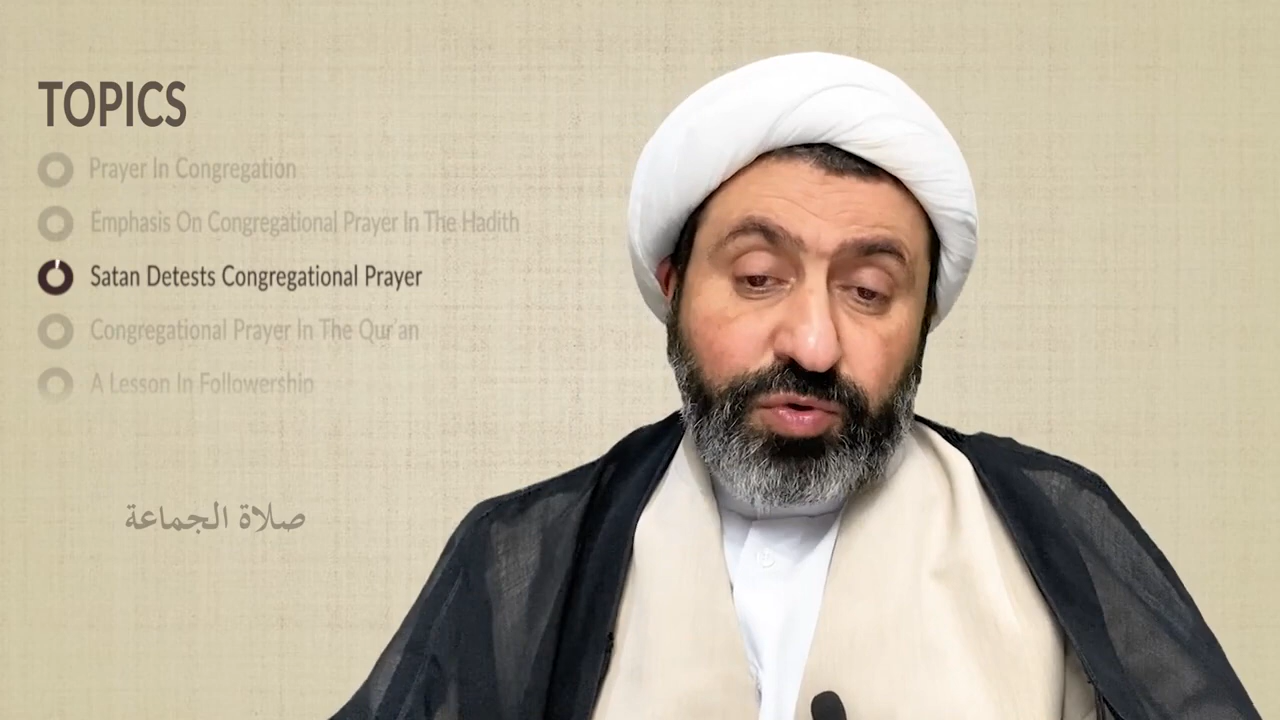 TOPICS
Prayer In Congregation
Emphasis On Congregational Prayer In The Hadith
Satan Detests Congregational Prayer
Congregational Prayer In The Qur'an
A Lesson In Followership
صلاة الجماعة